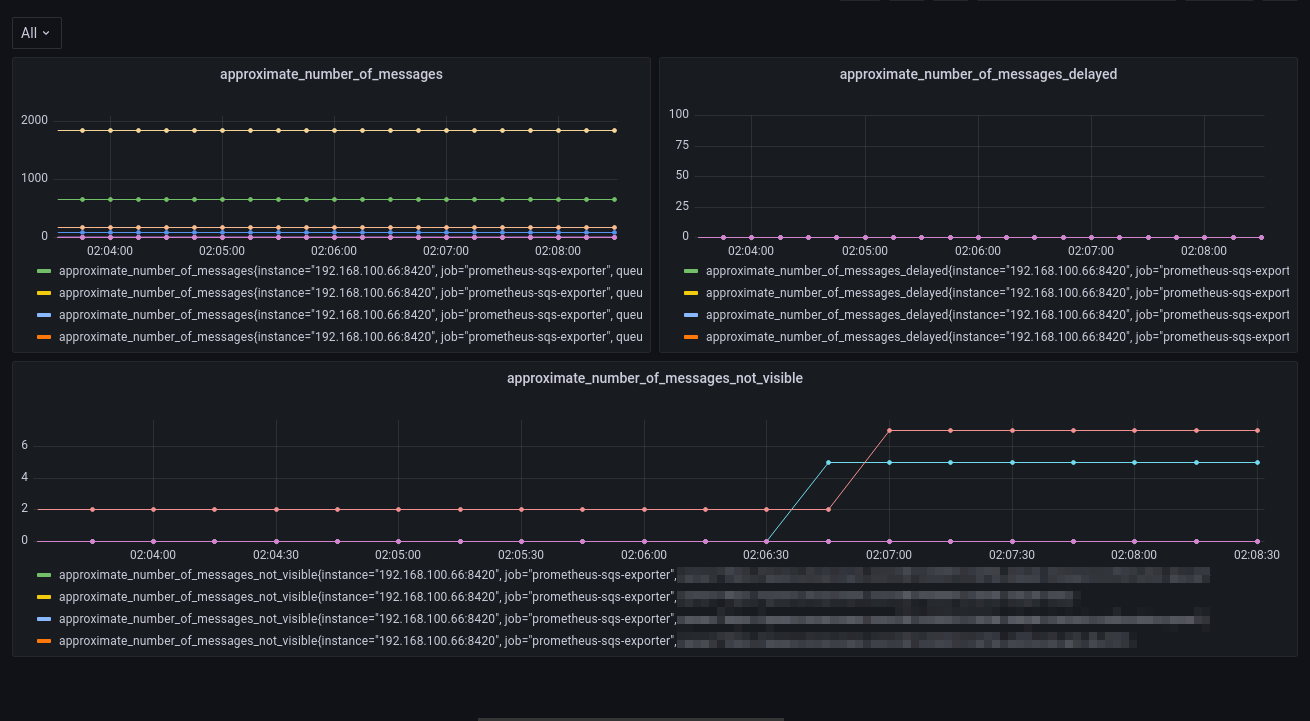 All
approximate_number_of_messages
2000
1000
0
02:04:00 02:05:00 02:06:00 02:07:00 02:08:00
approximate_number_of_messages{instance="192.168.100.66:8420", job="prometheus-sqs-exporter", queu
approximate_number_of_messages{instance="192.168.100.66:8420", job="prometheus-sqs-exporter", queu
approximate_number_of_messages{instance="192.168.100.66:8420", job="prometheus-sqs-exporter", queu
approximate_number_of_messages{instance="192.168.100.66:8420", job="prometheus-sqs-exporter", queu
approximate_number_of_messages_delayed
100
75
50
25
0
02:04:00 02:05:00 02:06:00 02:07:00 02:08:00
approximate_number_of_messages_delayed{instance="192.168.100.66:8420", job="prometheus-sqs-export
approximate_number_of_messages_delayed{instance="192.168.100.66:8420", job="prometheus-sqs-export
approximate_number_of_messages_delayed{instance="192.168.100.66:8420", job="prometheus-sqs-export
approximate_number_of_messages_delayed{instance="192.168.100.66:8420", job="prometheus-sqs-export
approximate_number_of_messages_not_visible
6
4
2
0
02:04:00 02:04:30 02:05:00 02:05:30 02:06:00 02:06:30 02:07:00 02:07:30 02:08:00 02:08:30
approximate_number_of_messages_not_visible{instance="192.168.100.66:8420", job="prometheus-sqs-exporter",
approximate_number_of_messages_not_visible{instance="192.168.100.66:8420", job="prometheus-sqs-exporter",
approximate_number_of_messages_not_visible{instance="192.168.100.66:8420", job="prometheus-sqs-exporter",
approximate_number_of_messages_not_visible{instance="192.168.100.66:8420", job="prometheus-sqs-exporter",